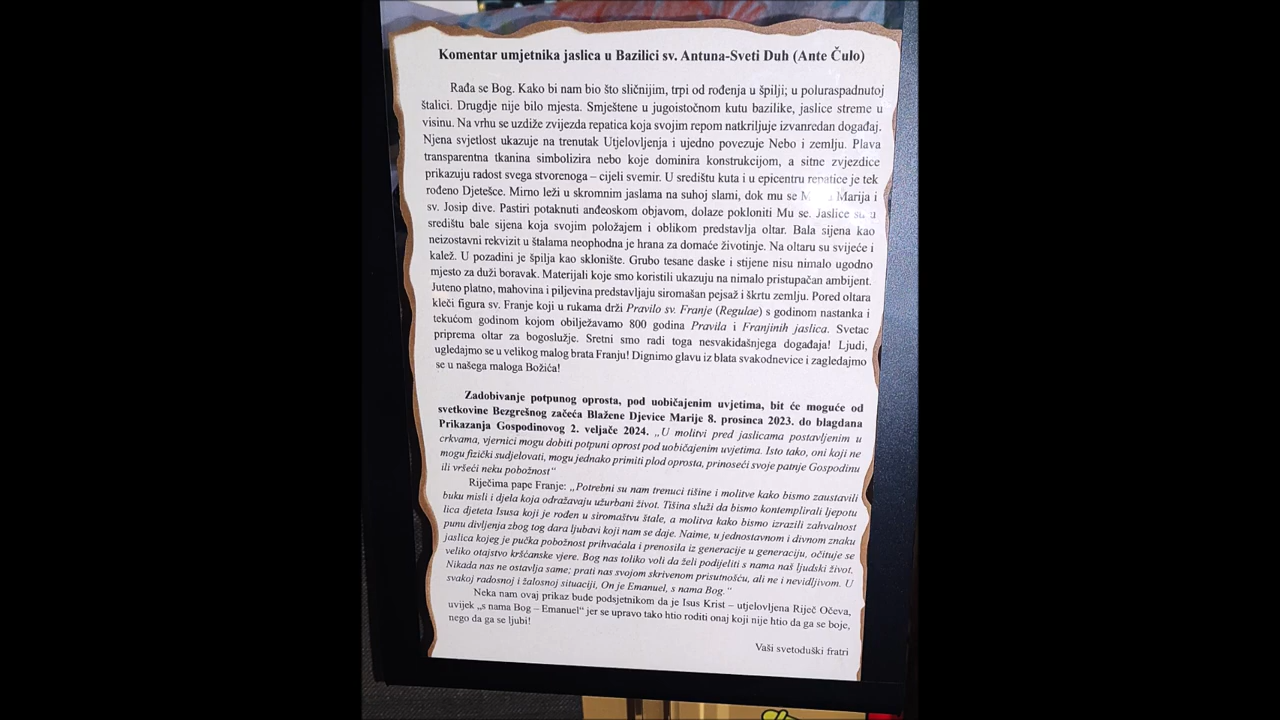 Komentar umjetnika jaslica u Bazilici sv. Antuna-Sveti Duh (Ante Čulo)
Rađa se Bog. Kako bi nam bio što sličnijim, trpi od rođenja u špilji; u poluraspadnutoj
štalici. Drugdje nije bilo mjesta. Smještene u jugoistočnom kutu bazilike, jaslice streme u
visinu. Na vrhu se uzdiže zvijezda repatica koja svojim repom natkriljuje izvanredan događaj.
Njena svjetlost ukazuje na trenutak Utjelovljenja i ujedno povezuje Nebo i zemlju. Plava
transparentna tkanina simbolizira nebo koje dominira konstrukcijom, a sitne zvjezdice
prikazuju radost svega stvorenoga – cijeli svemir. U središtu kuta i u epicentru repatice je tek
rođeno Djetešce. Mirno leži u skromnim jaslama na suhoj slami, dok mu se Marija i
sv. Josip dive. Pastiri potaknuti anđeoskom objavom, dolaze pokloniti Mu se. Jaslice su u
središtu bale sijena koja svojim položajem i oblikom predstavlja oltar. Bala sijena kao
neizostavni rekvizit u štalama neophodna je hrana za domaće životinje. Na oltaru su svijeće i
kalež. U pozadini je špilja kao sklonište. Grubo tesane daske i stijene nisu nimalo ugodno
mjesto za duži boravak. Materijali koje smo koristili ukazuju na nimalo pristupačan ambijent.
Juteno platno, mahovina i piljevina predstavljaju siromašan pejsaž i škrtu zemlju. Pored oltara
kleči figura sv. Franje koji u rukama drži Pravilo sv. Franje (Regulae) s godinom nastanka i
tekućom godinom kojom obilježavamo 800 godina Pravila i Franjinih jaslica. Svetac
priprema oltar za bogoslužje. Sretni smo radi toga nesvakidašnjega događaja! Ljudi,
ugledajmo se u velikog malog brata Franju! Dignimo glavu iz blata svakodnevice i zagledajmo
se u našega maloga Božića!
Zadobivanje potpunog oprosta, pod uobičajenim uvjetima, bit će moguće od
svetkovine Bezgrešnog začeća Blažene Djevice Marije 8. prosinca 2023. do blagdana
Prikazanja Gospodinovog 2. veljače 2024. „U molitvi pred jaslicama postavljenim u
crkvama, vjernici mogu dobiti potpuni oprost pod uobičajenim uvjetima. Isto tako, oni koji ne
mogu fizički sudjelovati, mogu jednako primiti plod oprosta, prinoseći svoje patnje Gospodinu
ili vršeći neku pobožnost“
Riječima pape Franje: „Potrebni su nam trenuci tišine i molitve kako bismo zaustavili
buku misli i djela koja odražavaju užurbani život. Tišina služi da bismo kontemplirali ljepotu
lica djeteta Isusa koji je rođen u siromaštvu štale, a molitva kako bismo izrazili zahvalnost
punu divljenja zbog tog dara ljubavi koji nam se daje. Naime, u jednostavnom i divnom znaku
jaslica kojeg je pučka pobožnost prihvaćala i prenosila iz generacije u generaciju, očituje se
veliko otajstvo kršćanske vjere. Bog nas toliko voli da želi podijeliti s nama naš ljudski život.
Nikada nas ne ostavlja same; prati nas svojom skrivenom prisutnošću, ali ne i nevidljivom. U
svakoj radosnoj i žalosnoj situaciji, On je Emanuel, s nama Bog.“
Neka nam ovaj prikaz bude podsjetnikom da je Isus Krist – utjelovljena Riječ Očeva,
uvijek „s nama Bog – Emanuel“ jer se upravo tako htio roditi onaj koji nije htio da ga se boje,
nego da ga se ljubi!
Vaši svetoduški fratri